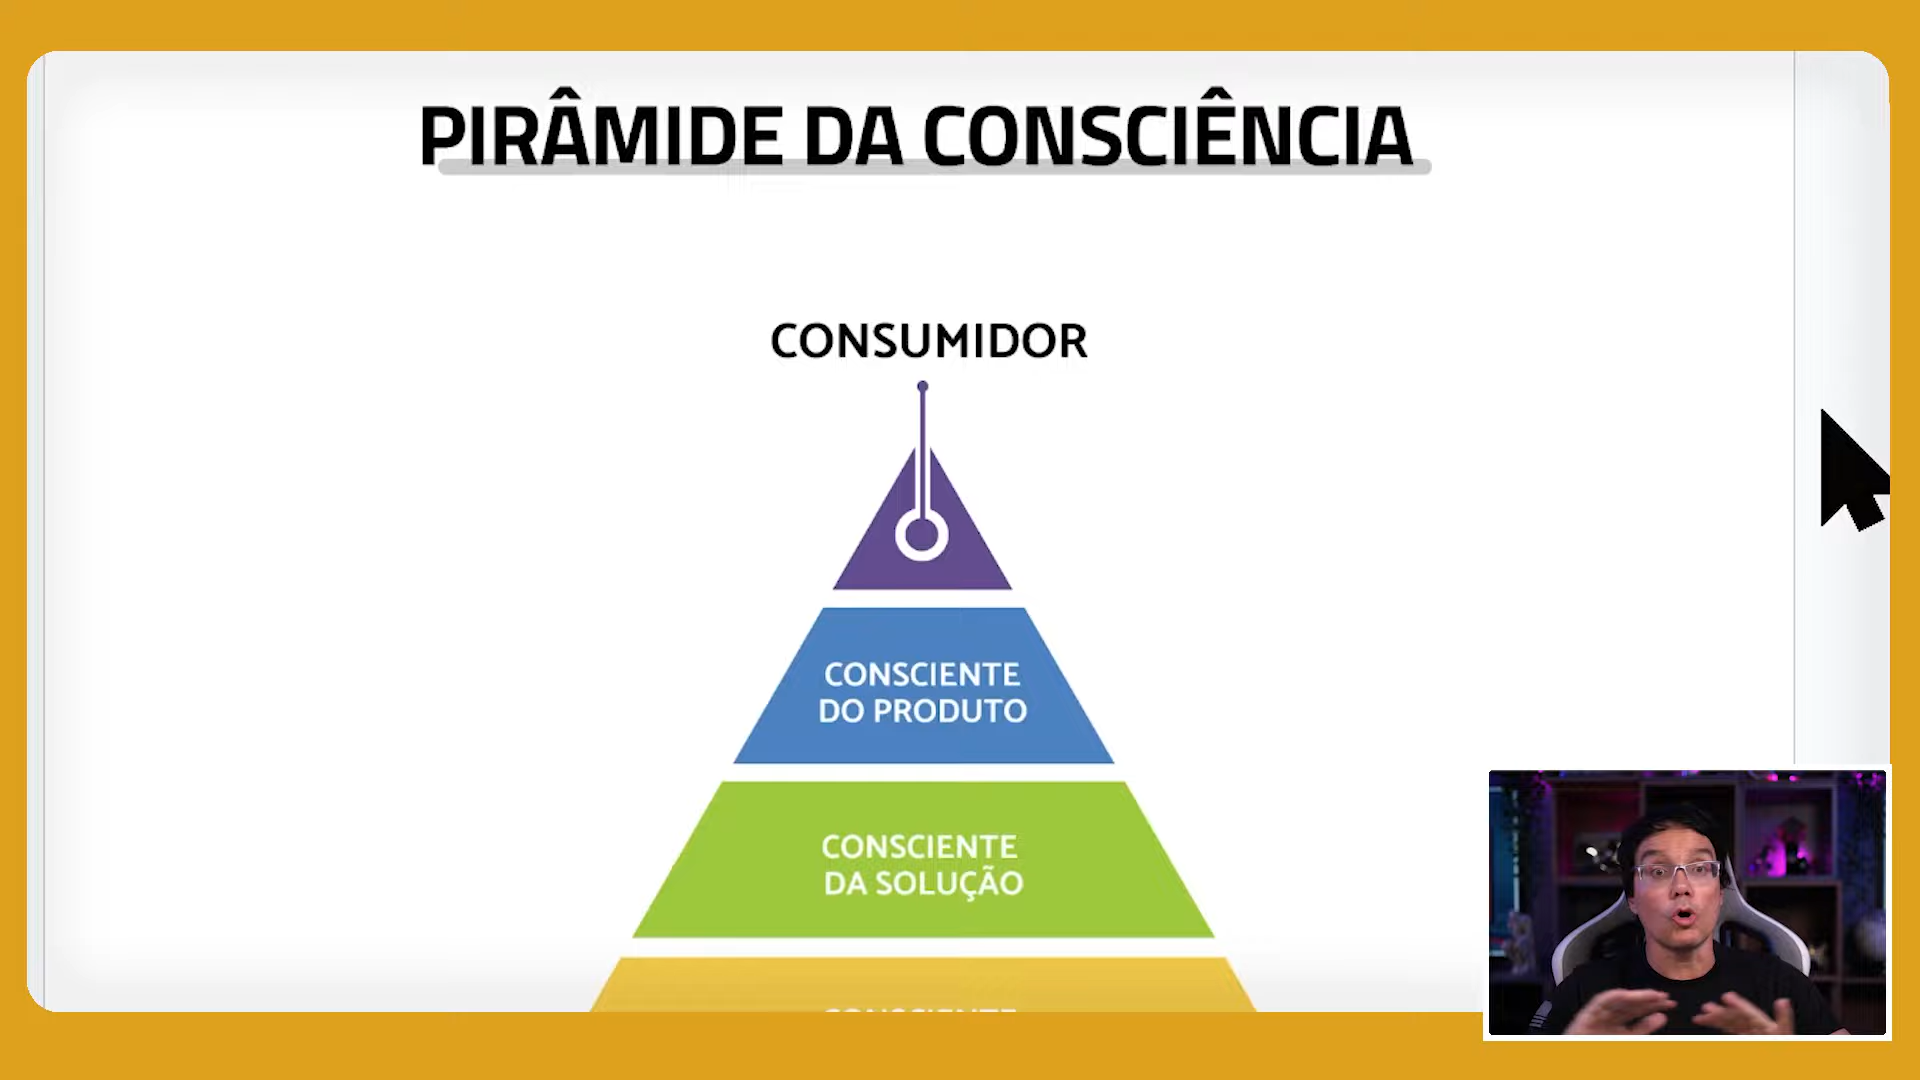 PIRÂMIDE DA CONSCIÊNCIA
CONSUMIDOR
CONSCIENTE
DO PRODUTO
CONSCIENTE
DA SOLUÇÃO